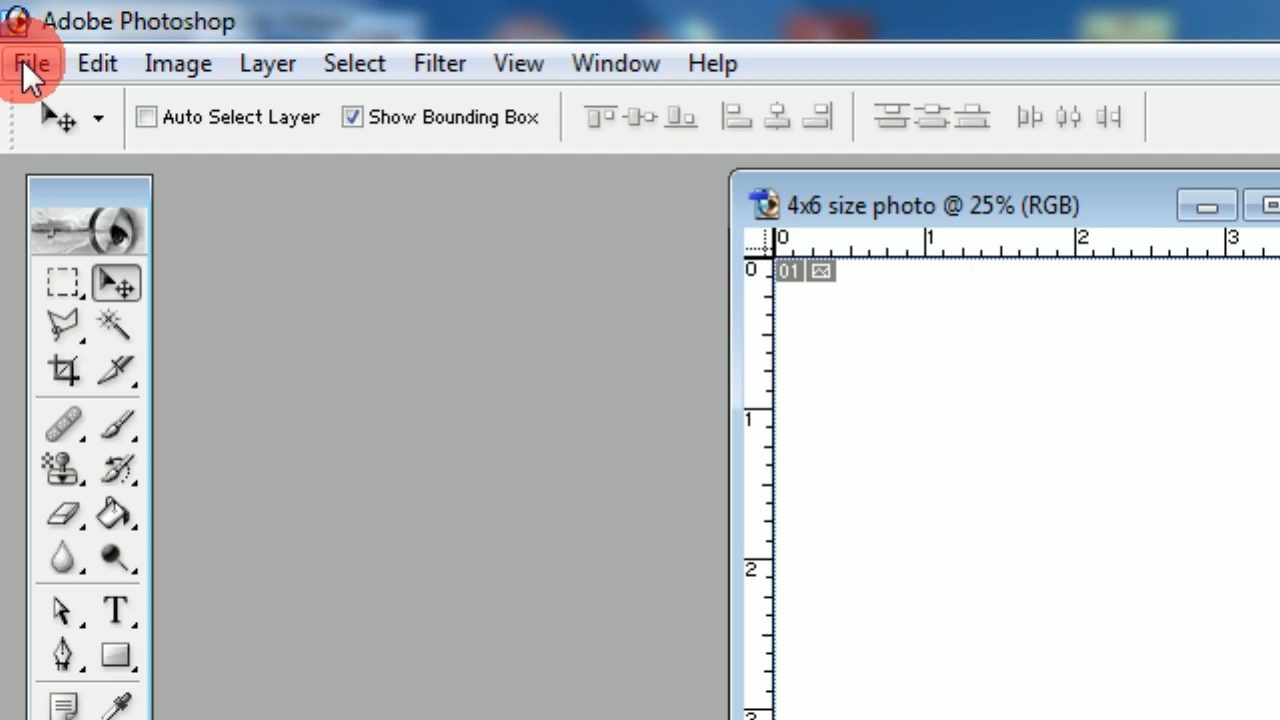 Adobe Photoshop
File Edit Image Layer Select Filter View Window Help
Auto Select Layer Show Bounding Box
4x6 size photo @ 25% (RGB)
0 1 2 3
0
01
1
2
T